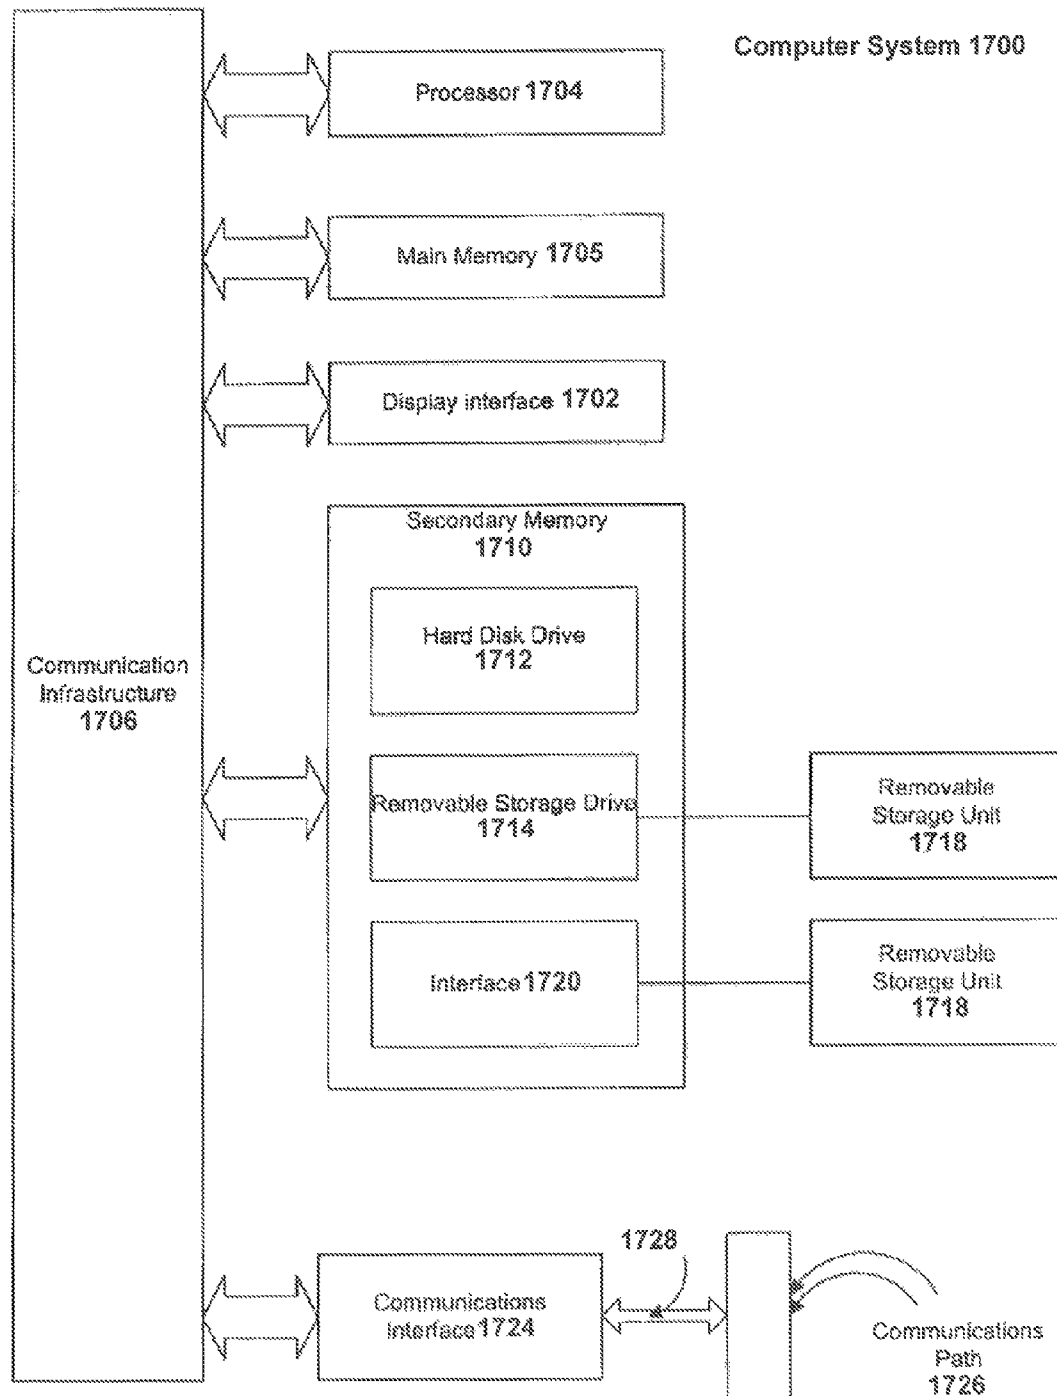 Computer System 1700
Processor 1704
Main Memory 1705
Display interface 1702
Secondary Memory
1710
Hard Disk Drive
1712
Communication
Infrastructure
1706
Removable Storage Drive
1714
Removable
Storage Unit
1718
Interface 1720
Removable
Storage Unit
1718
1728
Communications
Interface 1724
Communications
Path
1726